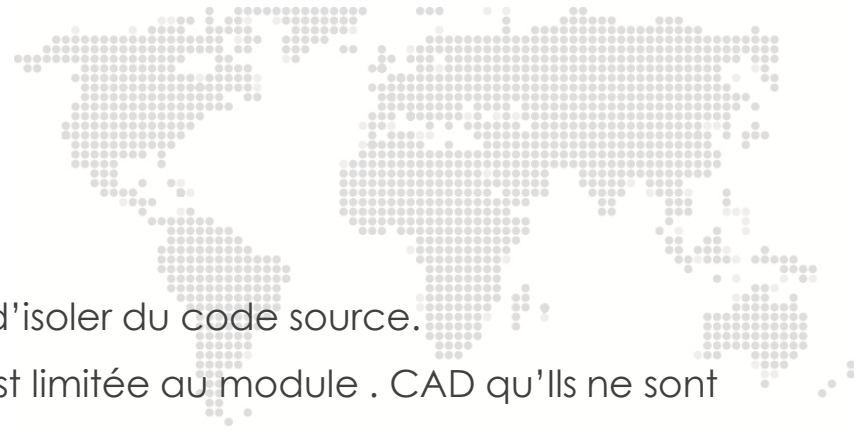 d’isoler du code source.
st limitée au module . CAD qu’Ils ne sont